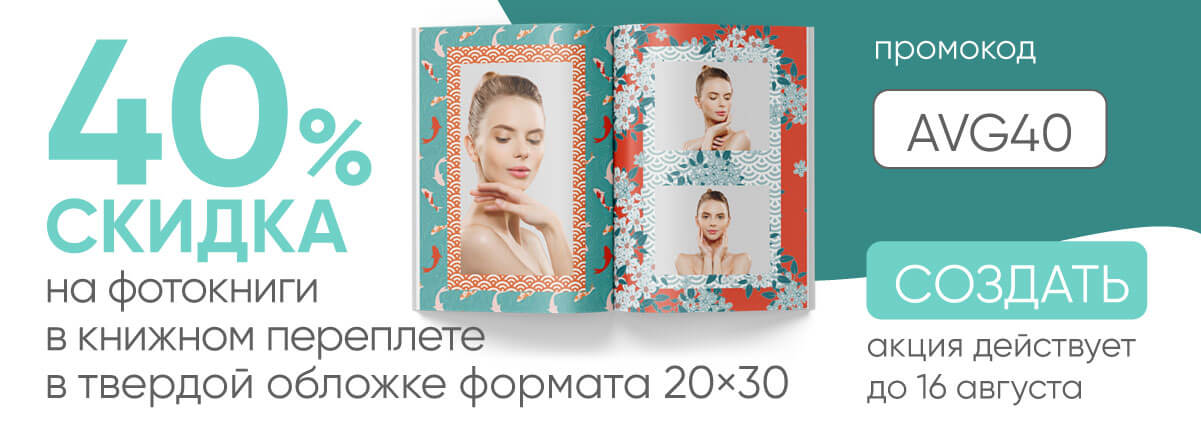 40%
СКИДКА
на фотокниги
в книжном переплете
в твердой обложке формата 20×30
промокод
AVG40
СОЗДАТЬ
акция действует
до 16 августа